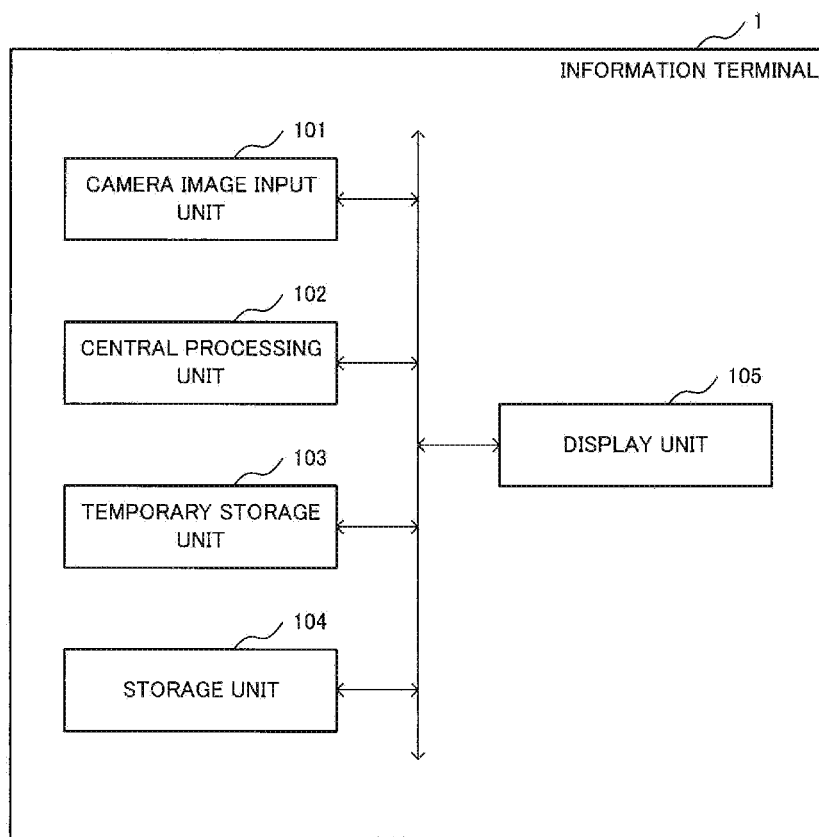 1
INFORMATION TERMINAL
101
CAMERA IMAGE INPUT
UNIT
102
CENTRAL PROCESSING
UNIT
105
DISPLAY UNIT
103
TEMPORARY STORAGE
UNIT
104
STORAGE UNIT